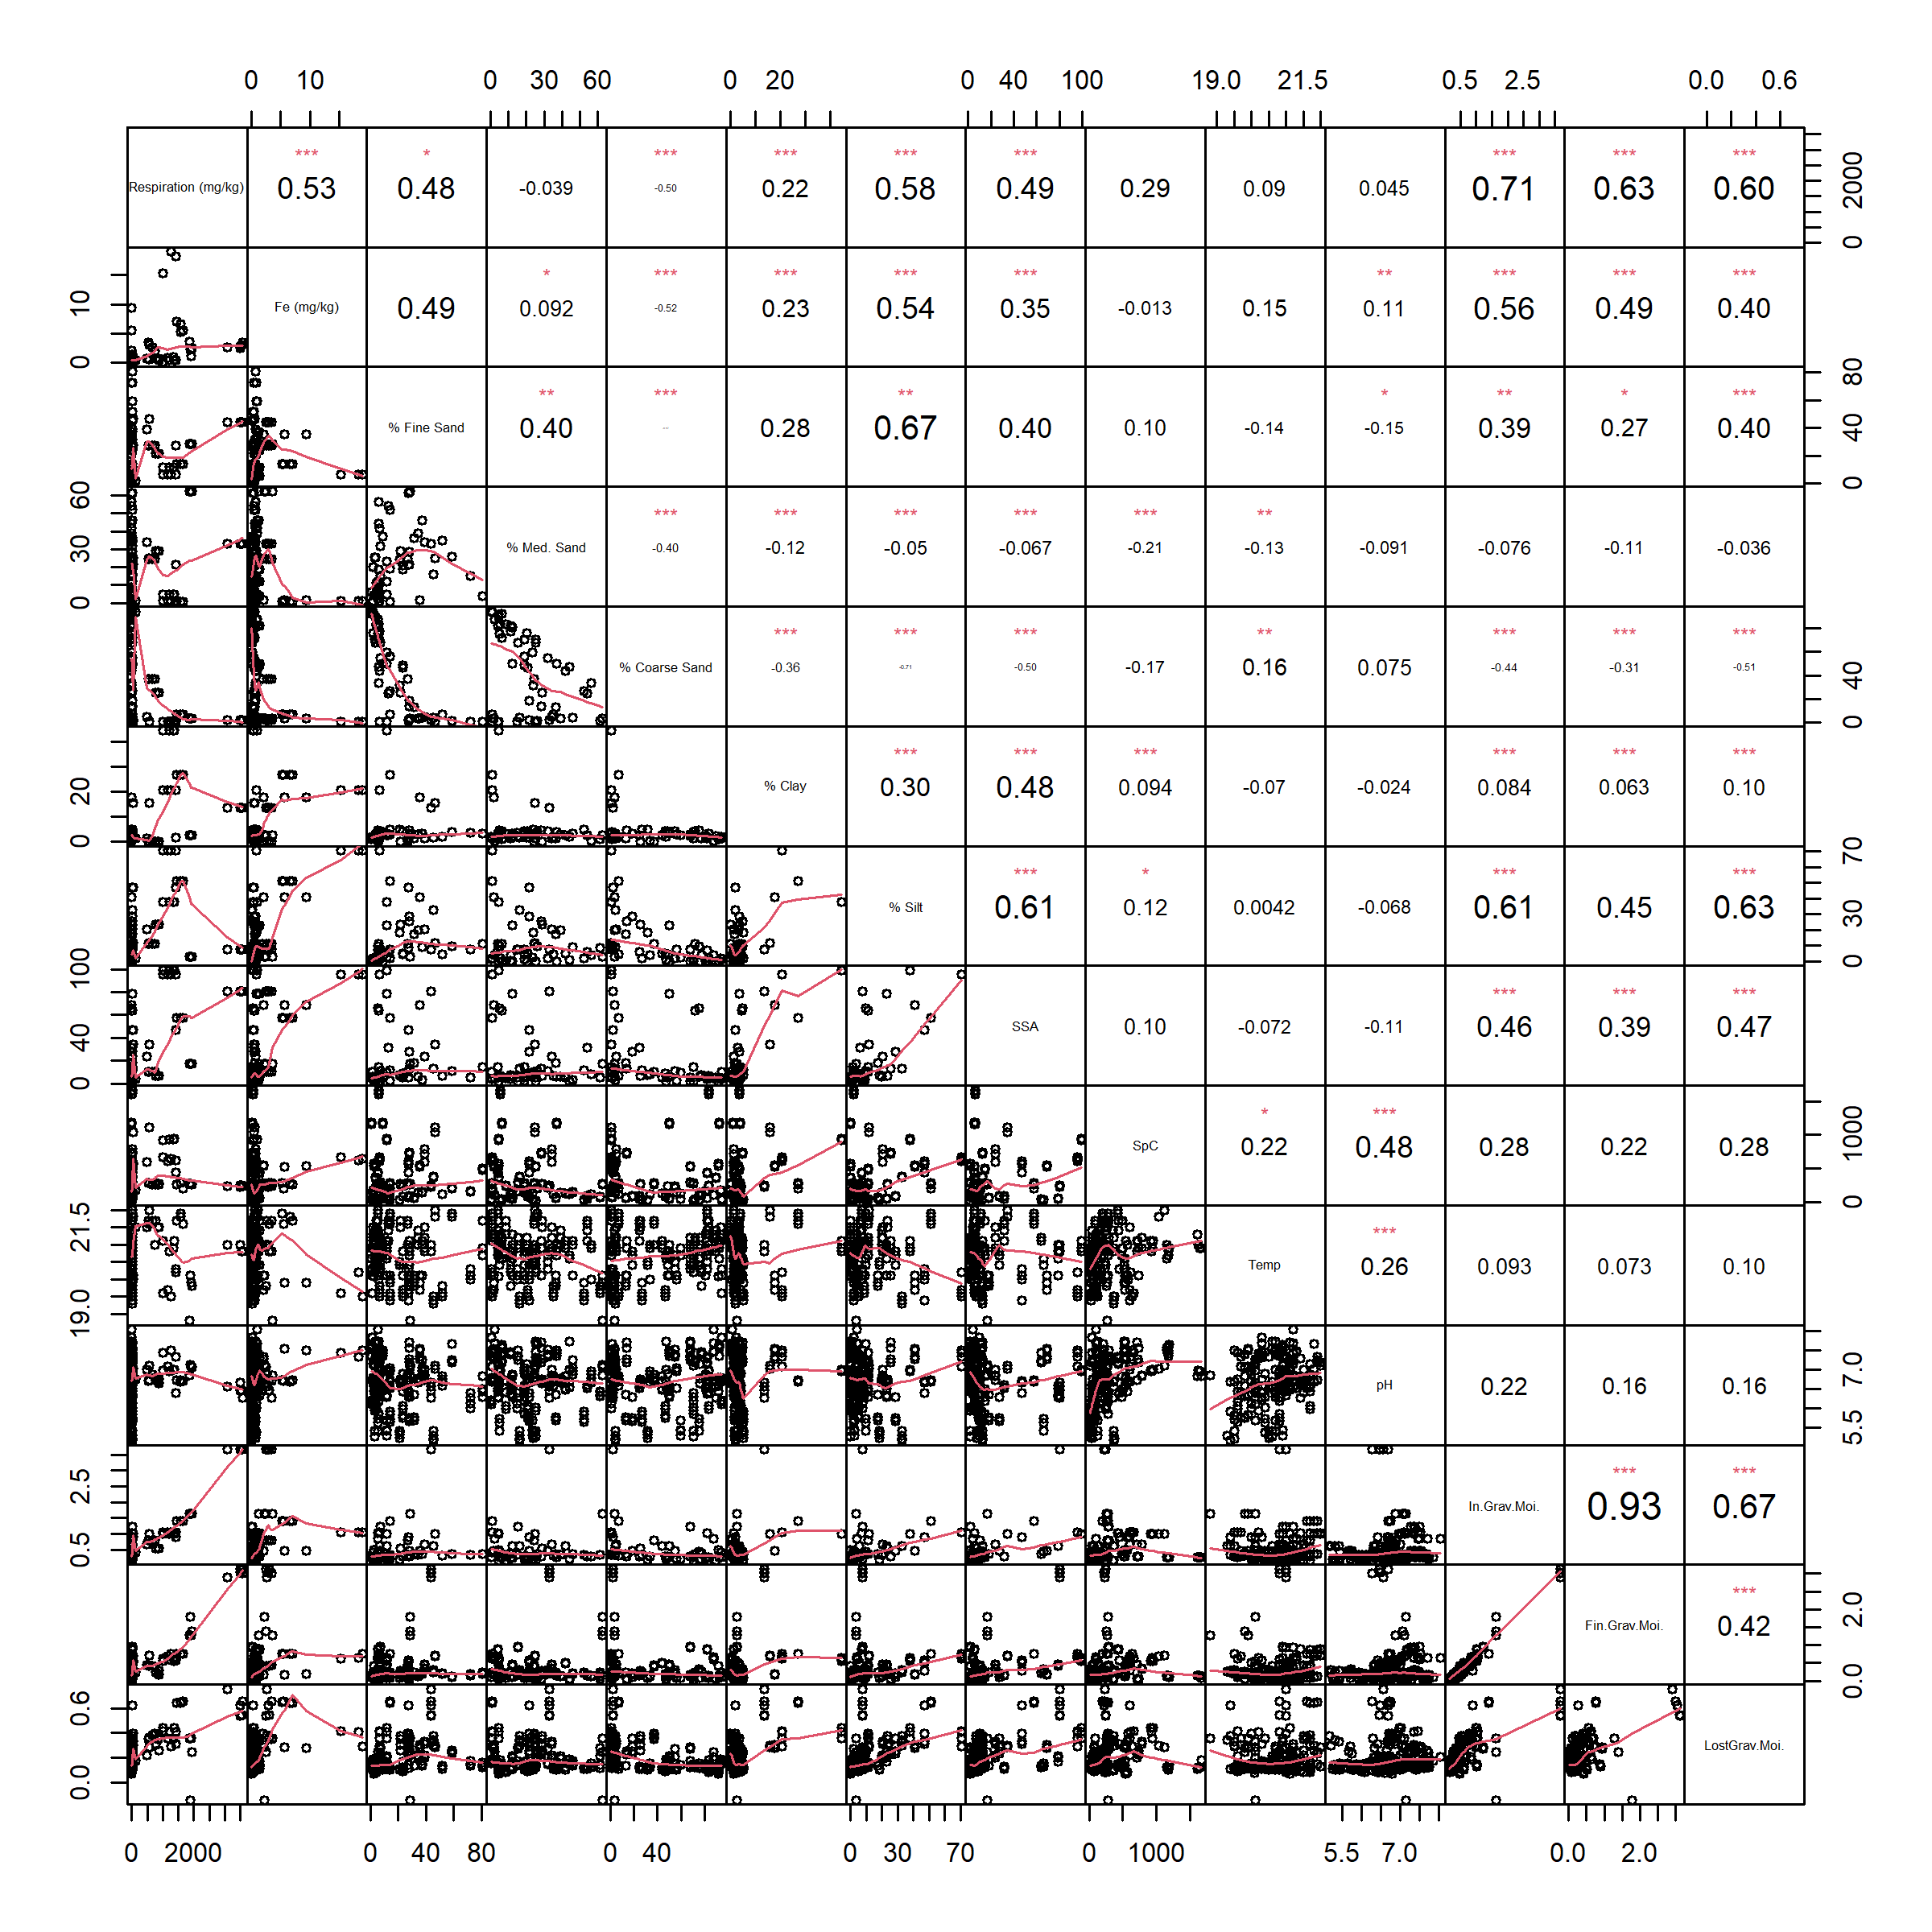 0 10 0 30 60 0 20 0 40 100 19.0 21.5 0.5 2.5 0.0 0.6
*** * *** *** *** *** *** *** ***
Respiration (mg/kg) 0.53 0.48 -0.039 -0.50 0.22 0.58 0.49 0.29 0.09 0.045 0.71 0.63 0.60 0 2000
* *** *** *** *** ** *** *** ***
0 10 Fe (mg/kg) 0.49 0.092 -0.52 0.23 0.54 0.35 -0.013 0.15 0.11 0.56 0.49 0.40
** *** ** * ** * ***
% Fine Sand 0.40 0.28 0.67 0.40 0.10 -0.14 -0.15 0.39 0.27 0.40 0 40 80
*** *** *** *** *** **
0 30 60 % Med. Sand -0.40 -0.12 -0.05 -0.067 -0.21 -0.13 -0.091 -0.076 -0.11 -0.036
*** *** *** ** *** *** ***
% Coarse Sand -0.36 -0.71 -0.50 -0.17 0.16 0.075 -0.44 -0.31 -0.51 0 40
*** *** *** *** *** ***
0 20 % Clay 0.30 0.48 0.094 -0.07 -0.024 0.084 0.063 0.10
*** * *** ***
% Silt 0.61 0.12 0.0042 -0.068 0.61 0.45 0.63 0 30 70
*** *** ***
0 40 100 SSA 0.10 -0.072 -0.11 0.46 0.39 0.47
* ***
SpC 0.22 0.48 0.28 0.22 0.28 0 1000
***
19.0 21.5 Temp 0.26 0.093 0.073 0.10
pH 0.22 0.16 0.16 5.5 7.0
*** ***
0.5 2.5 In.Grav.Moi. 0.93 0.67
***
Fin.Grav.Moi. 0.42 0.0 2.0
0.0 0.6 LostGrav.Moi.
0 2000 0 40 80 0 40 0 30 70 0 1000 5.5 7.0 0.0 2.0